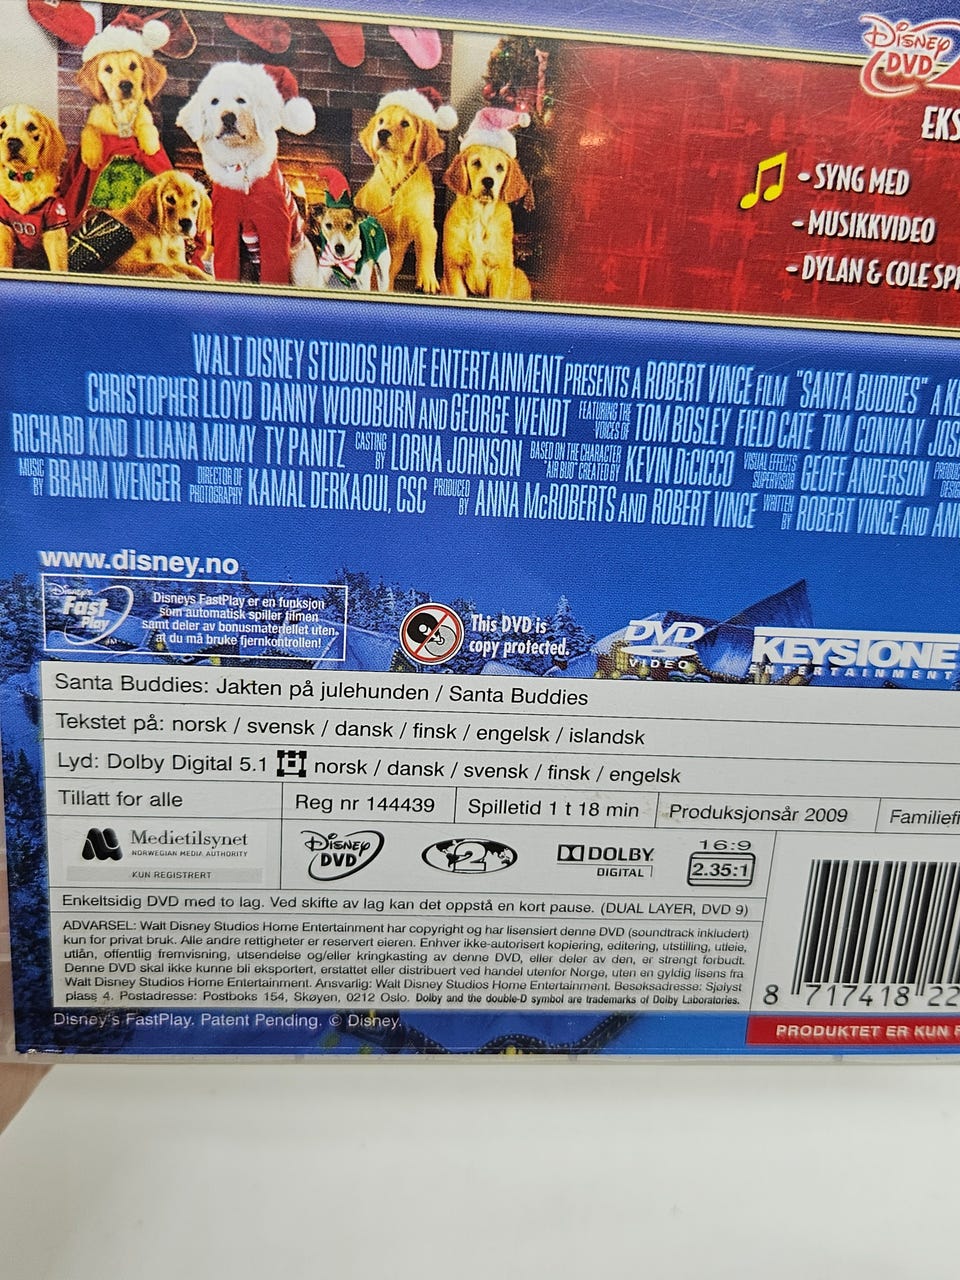 DISNEY
DVD
- SYNG MED
- MUSIKKVIDEO
- DYLAN & COLE
WALT DISNEY STUDIOS HOME ENTERTAINMENT PRESENTS A ROBERT VINCE FILM "SANTA BUDDIES" A
CHRISTOPHER LLOYD DANNY WOODBURN AND GEORGE WENDT FEATURING THE VOICES OF TOM BOSLEY FIELD CATE TIM CONWAY
RICHARD KIND LILIANA MUMY TY PANITZ CASTING BY LORNA JOHNSON BASED ON THE CHARACTER "AIR BUD" CREATED BY KEVIN DiCICCO VISUAL EFFECTS SUPERVISOR GEOFF ANDERSON
MUSIC BY BRAHM WENGER DIRECTOR OF PHOTOGRAPHY KAMAL DERKAOUI, CSC PRODUCED BY ANNA McROBERTS AND ROBERT VINCE WRITTEN BY ROBERT VINCE AND
www.disney.no
Disney's Fast Play
Disneys FastPlay er en funksjon
som automatisk spiller filmen
samt deler av bonusmateriellet uten
at du må bruke fjernkontrollen!
This DVD is
copy protected.
DVD
VIDEO
KEYSTONE
ENTERTAINMENT
Santa Buddies: Jakten på julehunden / Santa Buddies
Tekstet på: norsk / svensk / dansk / finsk / engelsk / islandsk
Lyd: Dolby Digital 5.1 norsk / dansk / svensk / finsk / engelsk
Tillatt for alle Reg nr 144439 Spilletid 1 t 18 min Produksjonsår 2009
Medietilsynet
NORWEGIAN MEDIA AUTHORITY
KUN REGISTRERT
DISNEY
DVD
2
DOLBY
DIGITAL
16:9
2.35:1
Enkeltsidig DVD med to lag. Ved skifte av lag kan det oppstå en kort pause. (DUAL LAYER, DVD 9)
ADVARSEL: Walt Disney Studios Home Entertainment har copyright og har lisensiert denne DVD (soundtrack inkludert)
kun for privat bruk. Alle andre rettigheter er reservert eieren. Enhver ikke-autorisert kopiering, editering, utstilling, utleie,
utlån, offentlig fremvisning, utsendelse og/eller kringkasting av denne DVD, eller deler av den, er strengt forbudt.
Denne DVD skal ikke kunne bli eksportert, erstattet eller distribuert ved handel utenfor Norge, uten en gyldig lisens fra
Walt Disney Studios Home Entertainment. Ansvarlig: Walt Disney Studios Home Entertainment. Besøksadresse: Sjølyst
plass 4. Postadresse: Postboks 154, Skøyen, 0212 Oslo. Dolby and the double-D symbol are trademarks of Dolby Laboratories.
8 717418 22
Disney's FastPlay. Patent Pending. © Disney.
PRODUKTET ER KUN